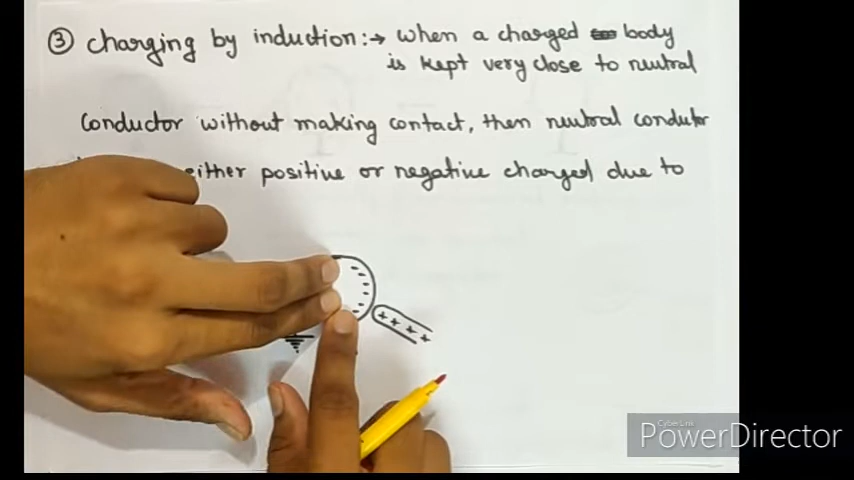 ③ Charging by induction:→ when a charged body
is kept very close to neutral
Conductor without making contact, then neutral conductor
either positive or negative charged due to
+ + + +
CyberLink
PowerDirector